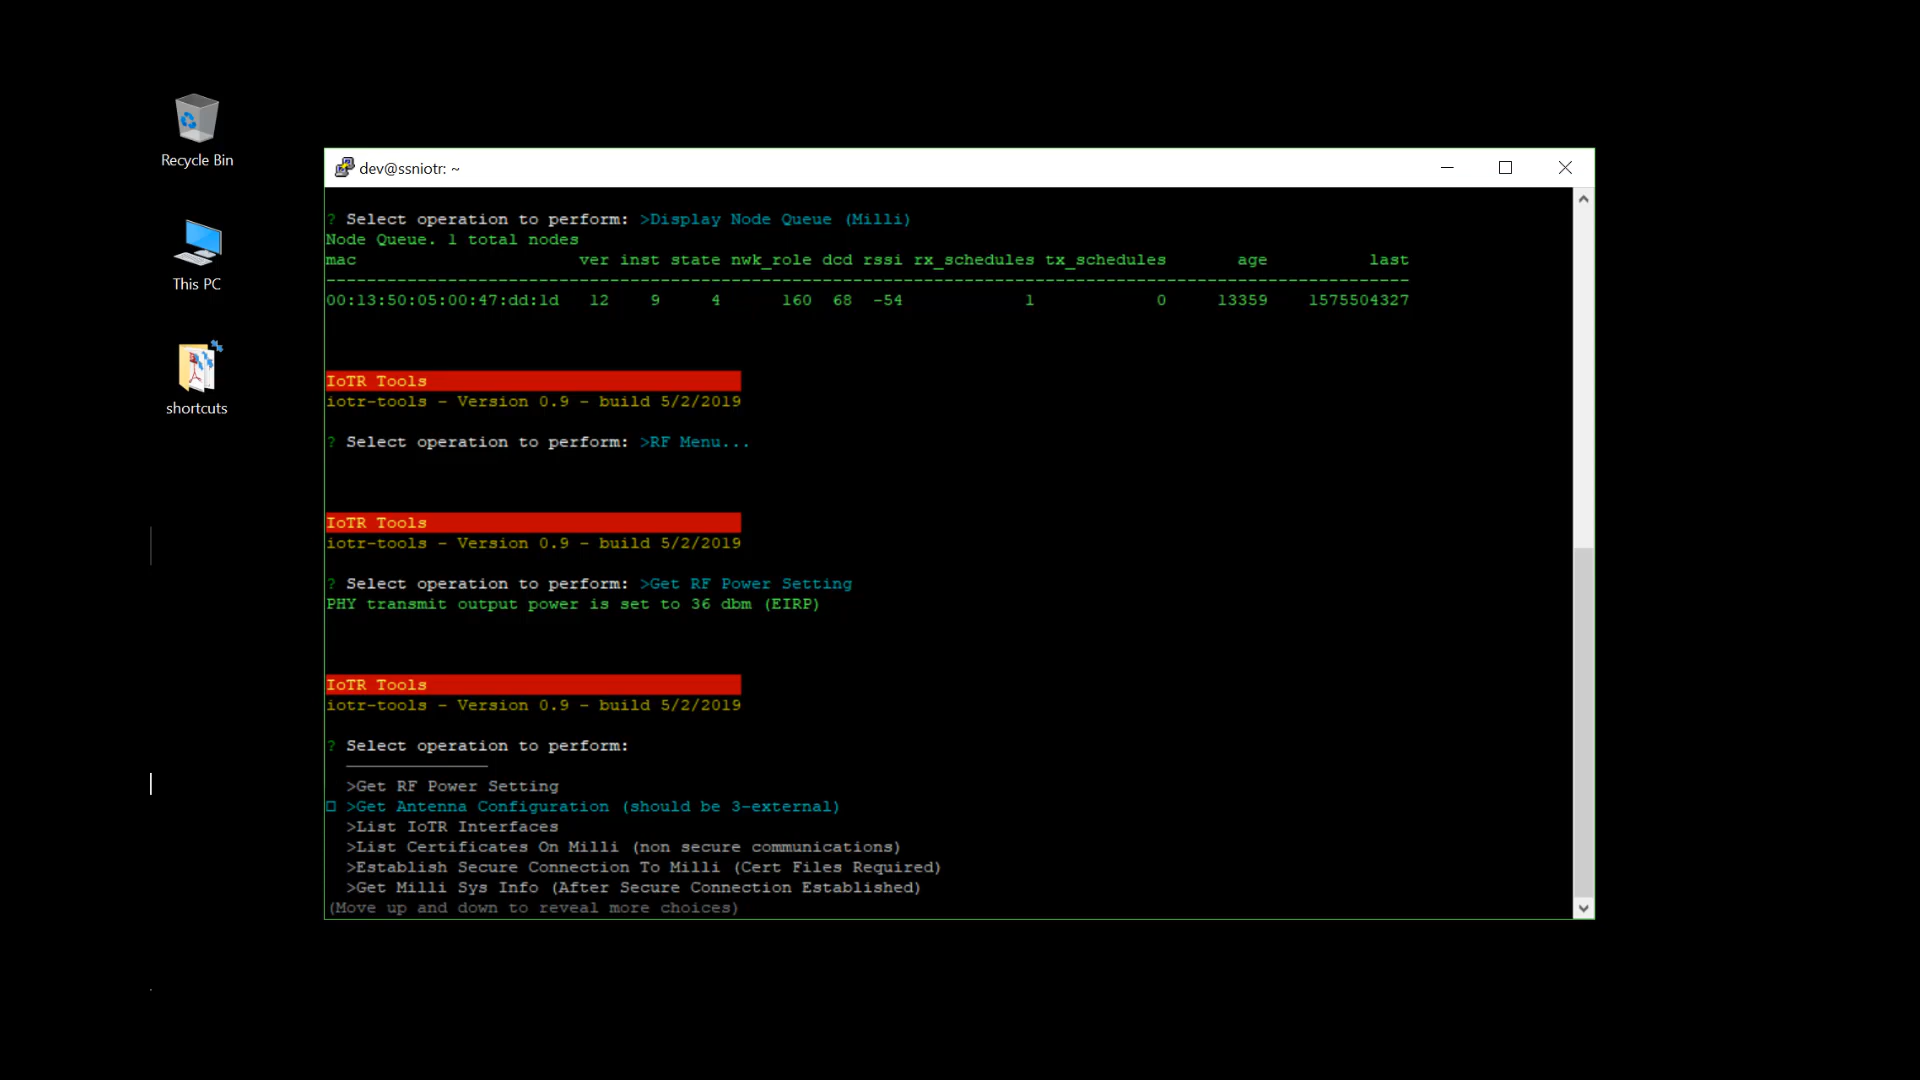 Recycle Bin
This PC
shortcuts
dev@ssniotr: ~
? Select operation to perform: >Display Node Queue (Milli)
Node Queue. 1 total nodes
mac ver inst state nwk_role dcd rssi rx_schedules tx_schedules age last
00:13:50:05:00:47:dd:1d 12 9 4 160 68 -54 1 0 13359 1575504327
IoTR Tools
iotr-tools - Version 0.9 - build 5/2/2019
? Select operation to perform: >RF Menu...
IoTR Tools
iotr-tools - Version 0.9 - build 5/2/2019
? Select operation to perform: >Get RF Power Setting
PHY transmit output power is set to 36 dbm (EIRP)
IoTR Tools
iotr-tools - Version 0.9 - build 5/2/2019
? Select operation to perform:
>Get RF Power Setting
>Get Antenna Configuration (should be 3-external)
>List IoTR Interfaces
>List Certificates On Milli (non secure communications)
>Establish Secure Connection To Milli (Cert Files Required)
>Get Milli Sys Info (After Secure Connection Established)
(Move up and down to reveal more choices)